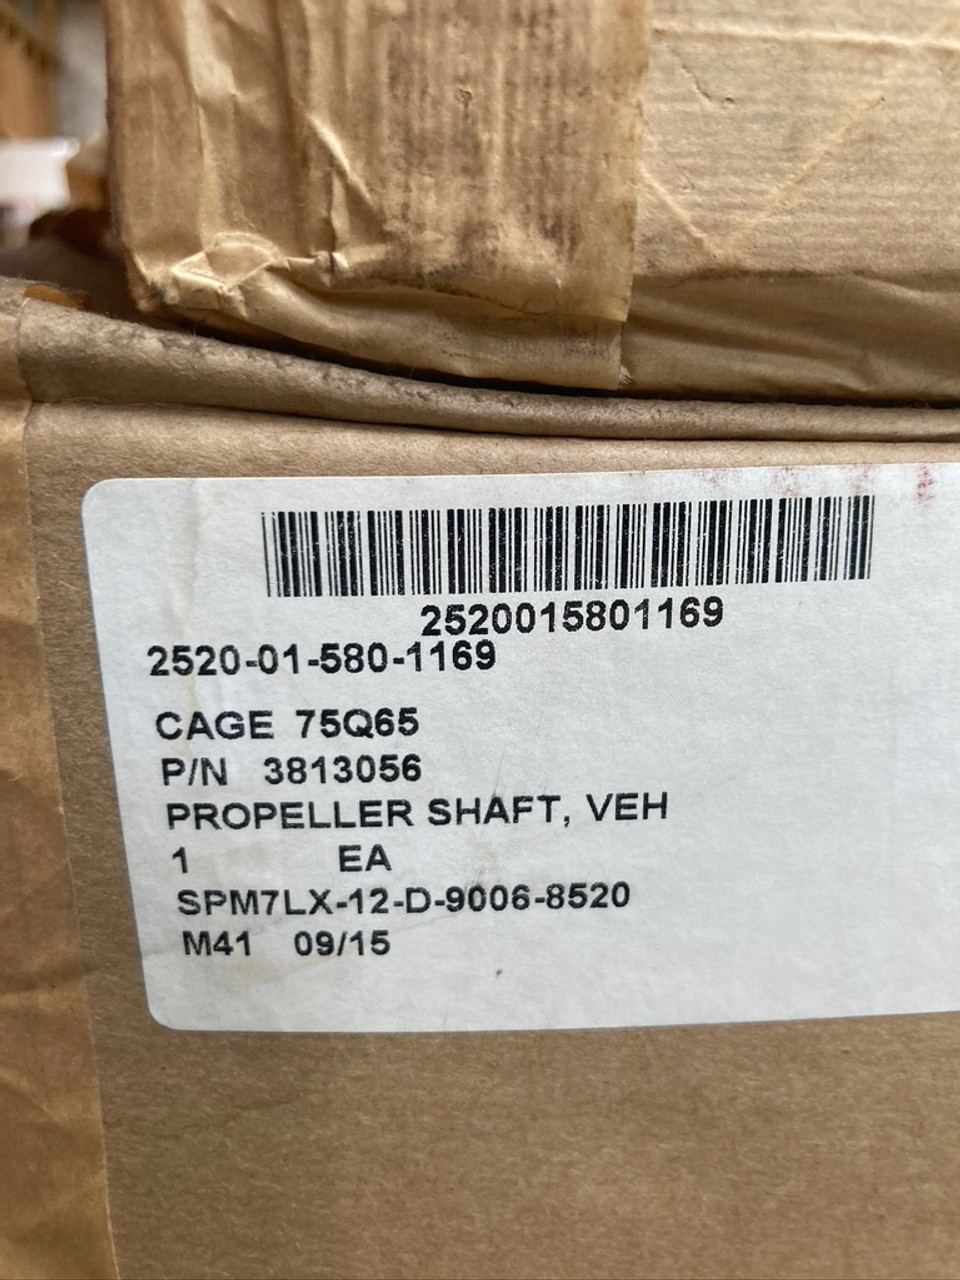 2520015801169
2520-01-580-1169
CAGE 75Q65
P/N 3813056
PROPELLER SHAFT, VEH
1 EA
SPM7LX-12-D-9006-8520
M41 09/15